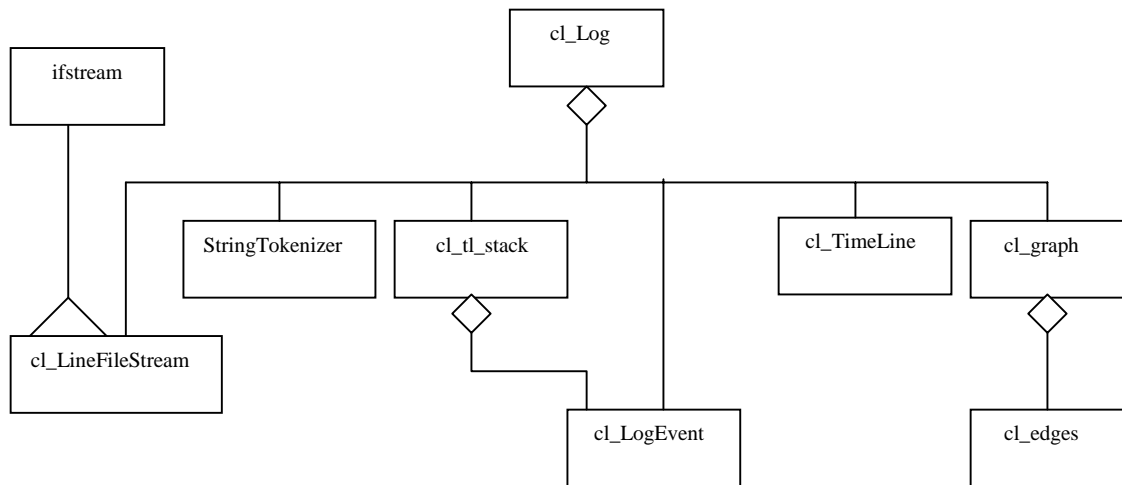 cl_Log
ifstream
StringTokenizer
cl_tl_stack
cl_TimeLine
cl_graph
cl_LineFileStream
cl_LogEvent
cl_edges